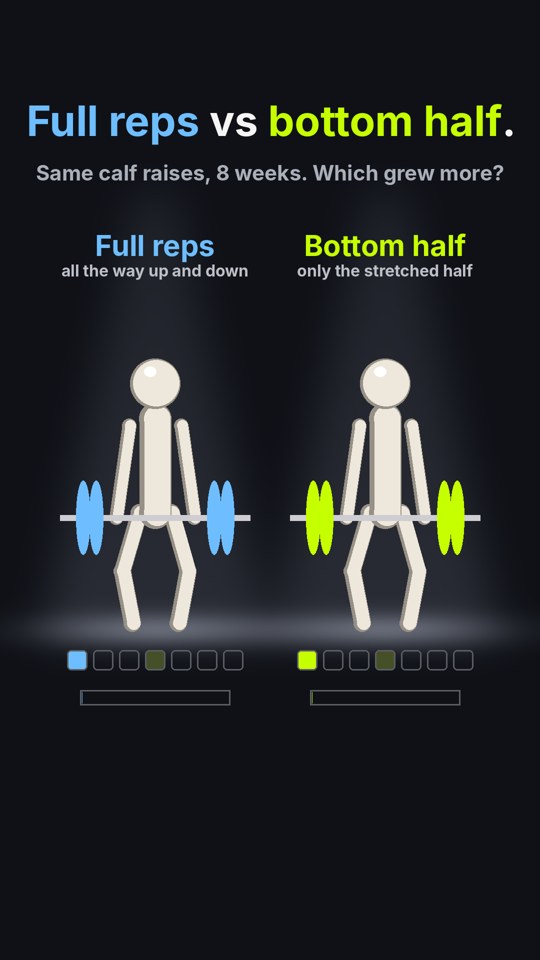 Full reps vs bottom half.
Same calf raises, 8 weeks. Which grew more?
Full reps
all the way up and down
Bottom half
only the stretched half